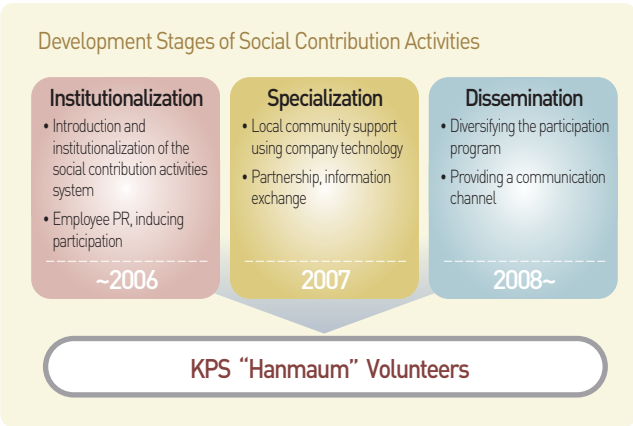 Development Stages of Social Contribution Activities
Institutionalization
• Introduction and
institutionalization of the
social contribution activities
system
• Employee PR, inducing
participation
~2006
Specialization
• Local community support
using company technology
• Partnership, information
exchange
2007
Dissemination
• Diversifying the participation
program
• Providing a communication
channel
2008~
KPS “Hanmaum” Volunteers